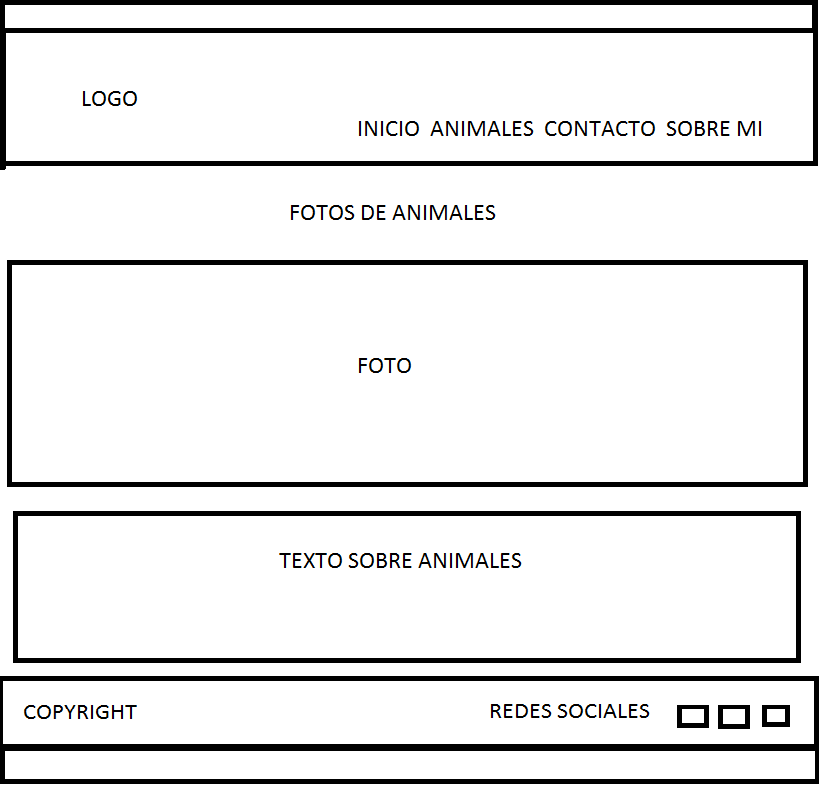 LOGO
INICIO ANIMALES CONTACTO SOBRE MI
FOTOS DE ANIMALES
FOTO
TEXTO SOBRE ANIMALES
COPYRIGHT REDES SOCIALES